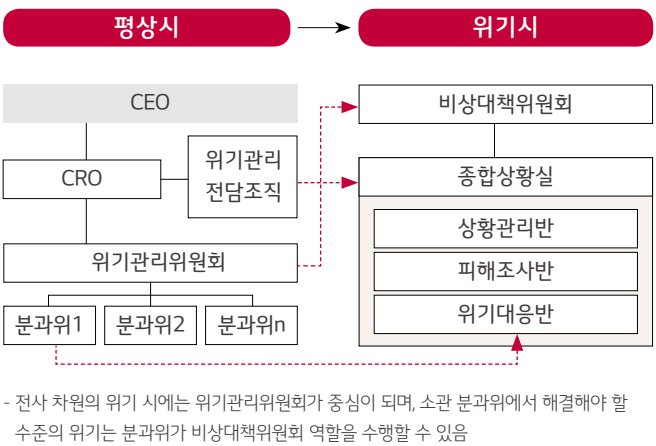 평상시
위기시
CEO
CRO
위기관리
전담조직
위기관리위원회
분과위1
분과위2
분과위n
비상대책위원회
종합상황실
상황관리반
피해조사반
위기대응반
- 전사 차원의 위기 시에는 위기관리위원회가 중심이 되며, 소관 분과위에서 해결해야 할
수준의 위기는 분과위가 비상대책위원회 역할을 수행할 수 있음